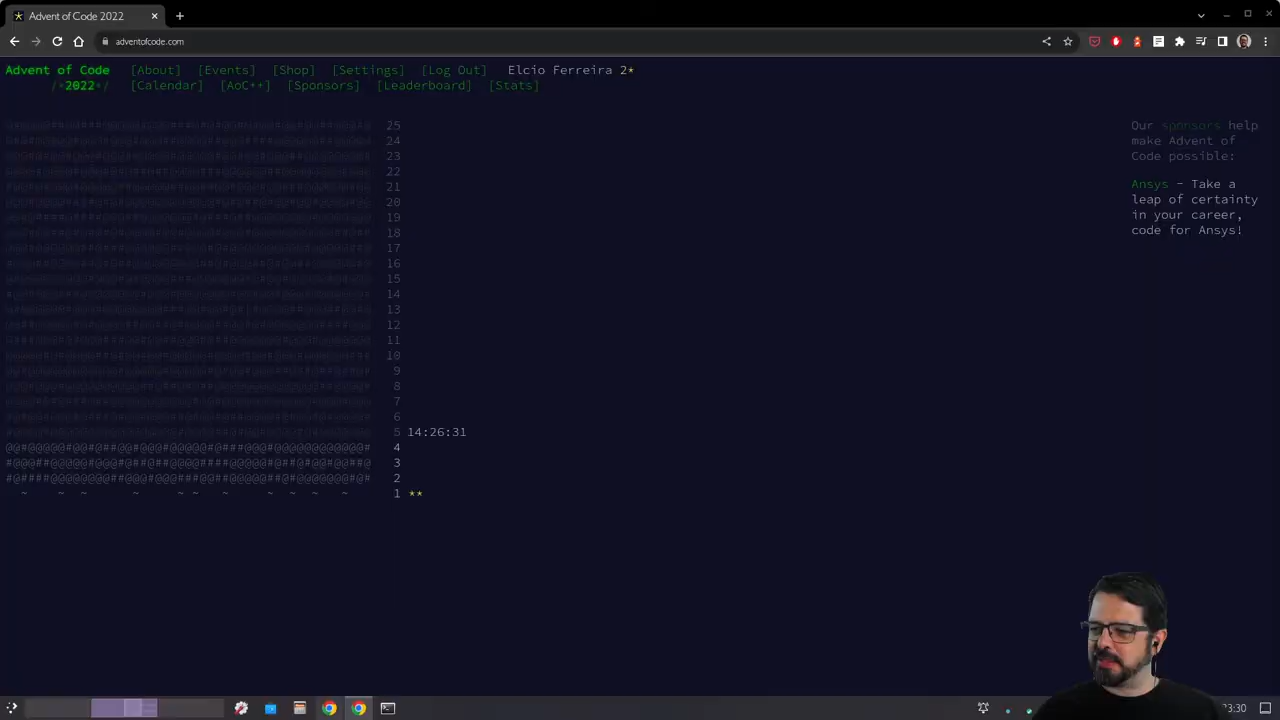 Advent of Code 2022
adventofcode.com
Advent of Code [About] [Events] [Shop] [Settings] [Log Out] Elcio Ferreira 2*
/*2022*/ [Calendar] [AoC++] [Sponsors] [Leaderboard] [Stats]
25
24
23
22
21
20
19
18
17
16
15
14
13
12
11
10
9
8
7
6
5 14:26:31
4
3
2
1 **
Our sponsors help
make Advent of
Code possible:
Ansys - Take a
leap of certainty
in your career,
code for Ansys!
23:30